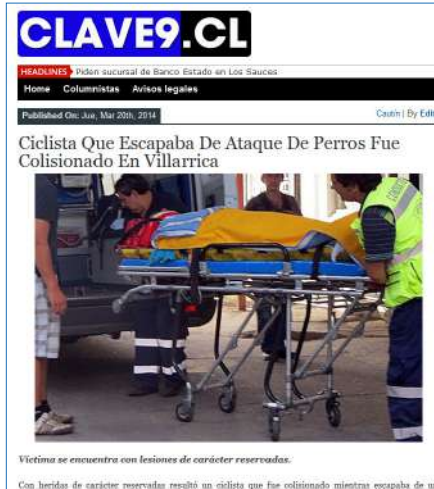 CLAVE9.CL
HEADLINES Piden sucursal de Banco Estado en Los Sauces
Home Columnistas Avisos legales
Published On: Jue, Mar 20th, 2014 Cautín | By Edi
Ciclista Que Escapaba De Ataque De Perros Fue
Colisionado En Villarrica
Víctima se encuentra con lesiones de carácter reservadas.
Con heridas de carácter reservadas resultó un ciclista que fue colisionado mientras escapaba de